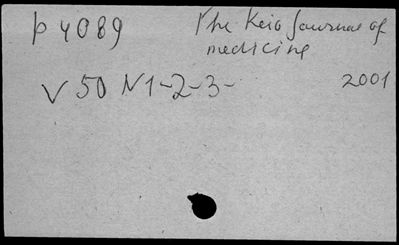 p 4089 The Keio Journal of
medicine
V 50 N1-2-3- 2001